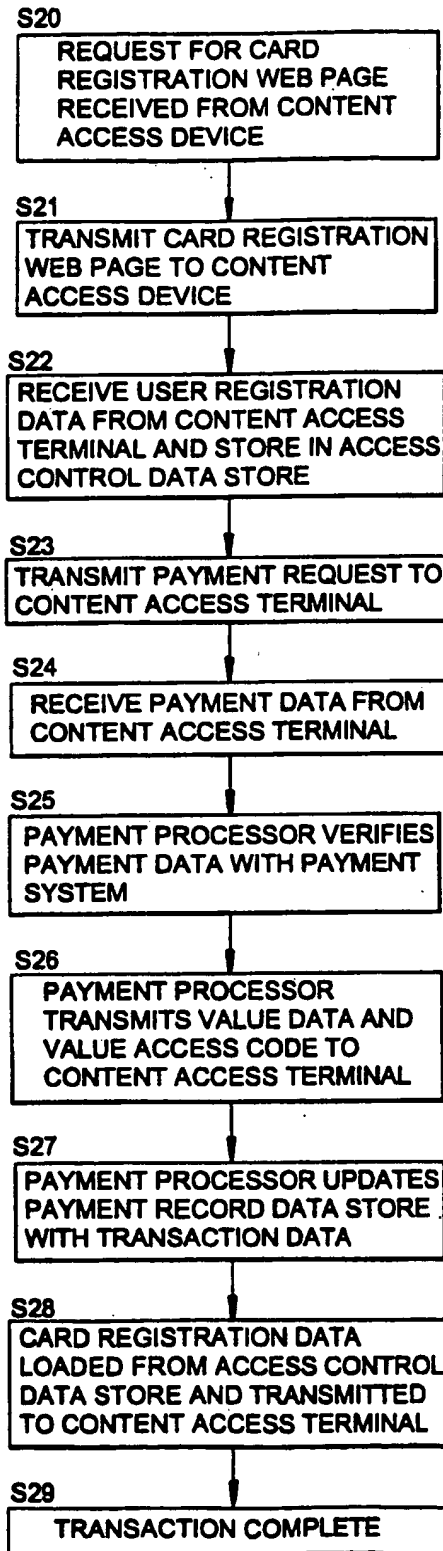 S20
REQUEST FOR CARD
REGISTRATION WEB PAGE
RECEIVED FROM CONTENT
ACCESS DEVICE
S21
TRANSMIT CARD REGISTRATION
WEB PAGE TO CONTENT
ACCESS DEVICE
S22
RECEIVE USER REGISTRATION
DATA FROM CONTENT ACCESS
TERMINAL AND STORE IN ACCESS
CONTROL DATA STORE
S23
TRANSMIT PAYMENT REQUEST TO
CONTENT ACCESS TERMINAL
S24
RECEIVE PAYMENT DATA FROM
CONTENT ACCESS TERMINAL
S25
PAYMENT PROCESSOR VERIFIES
PAYMENT DATA WITH PAYMENT
SYSTEM
S26
PAYMENT PROCESSOR
TRANSMITS VALUE DATA AND
VALUE ACCESS CODE TO
CONTENT ACCESS TERMINAL
S27
PAYMENT PROCESSOR UPDATES
PAYMENT RECORD DATA STORE
WITH TRANSACTION DATA
S28
CARD REGISTRATION DATA
LOADED FROM ACCESS CONTROL
DATA STORE AND TRANSMITTED
TO CONTENT ACCESS TERMINAL
S29
TRANSACTION COMPLETE